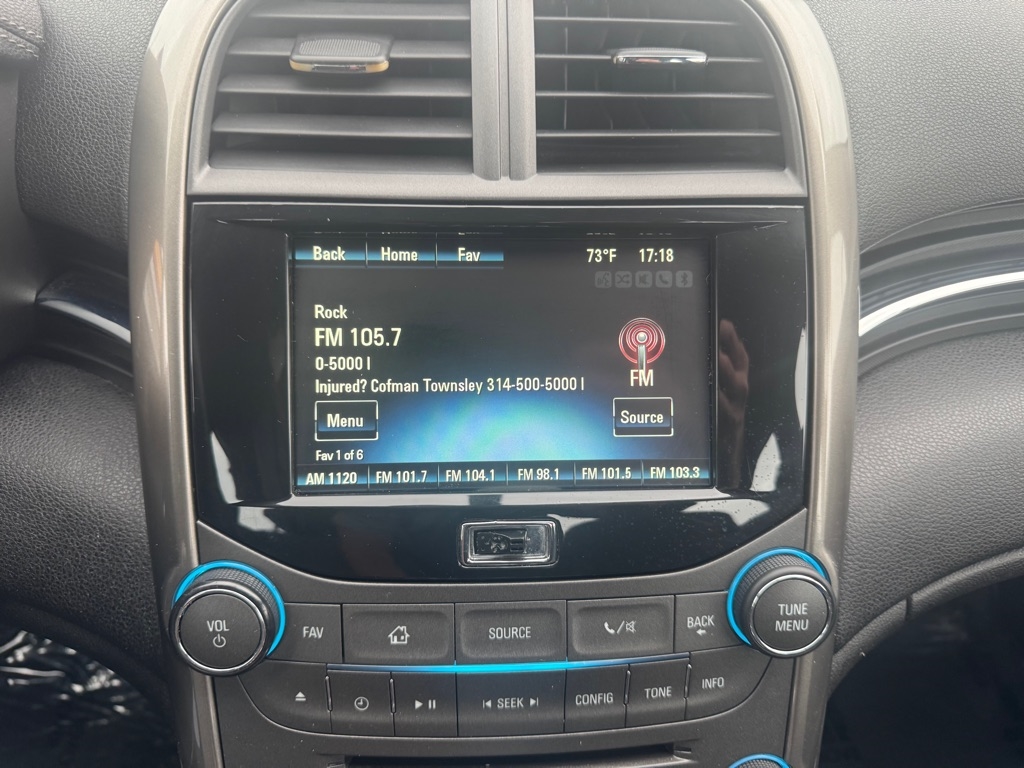 Back Home Fav 73°F 17:18
Rock
FM 105.7
0-5000 |
Injured? Cofman Townsley 314-500-5000 |
FM
Menu Source
Fav 1 of 6
AM 1120 FM 101.7 FM 104.1 FM 98.1 FM 101.5 FM 103.3
VOL FAV SOURCE BACK TUNE
MENU
SEEK CONFIG TONE INFO